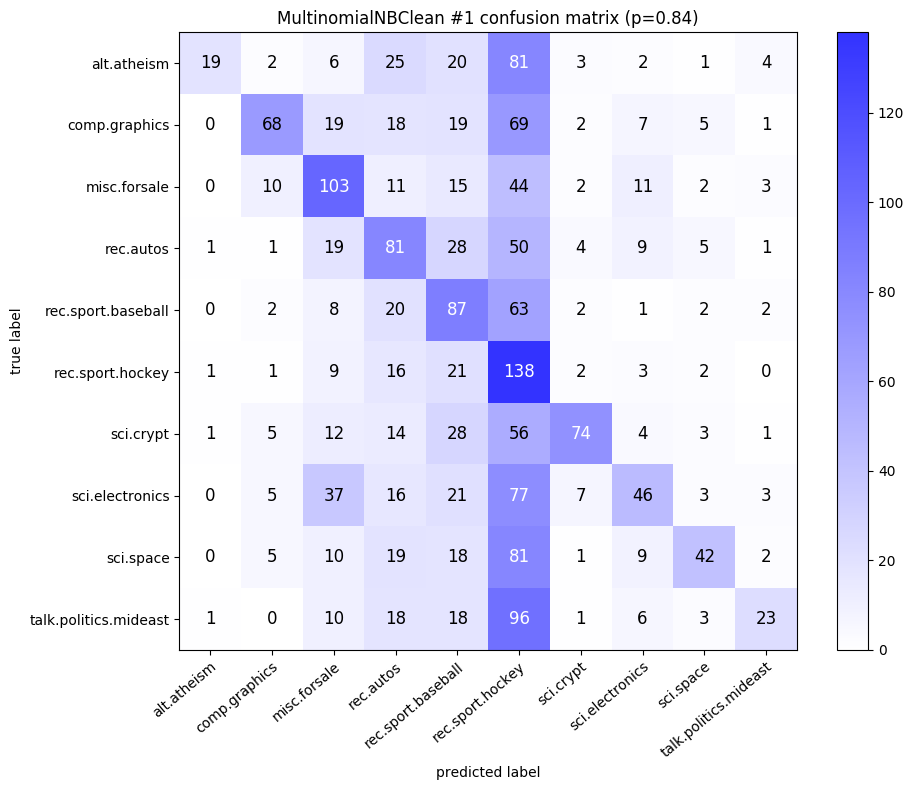 MultinomialNBClean #1 confusion matrix (p=0.84)
alt.atheism 19 2 6 25 20 81 3 2 1 4
comp.graphics 0 68 19 18 19 69 2 7 5 1
misc.forsale 0 10 103 11 15 44 2 11 2 3
rec.autos 1 1 19 81 28 50 4 9 5 1
rec.sport.baseball 0 2 8 20 87 63 2 1 2 2
rec.sport.hockey 1 1 9 16 21 138 2 3 2 0
sci.crypt 1 5 12 14 28 56 74 4 3 1
sci.electronics 0 5 37 16 21 77 7 46 3 3
sci.space 0 5 10 19 18 81 1 9 42 2
talk.politics.mideast 1 0 10 18 18 96 1 6 3 23
true label
alt.atheism
comp.graphics
misc.forsale
rec.autos
rec.sport.baseball
rec.sport.hockey
sci.crypt
sci.electronics
sci.space
talk.politics.mideast
predicted label
120
100
80
60
40
20
0